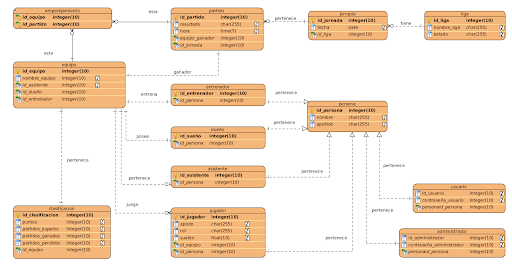 emparejamiento
id_equipo integer(10)
id_partido integer(10)
esta
partido
id_partido integer(10)
resultado char(255)
hora time(7)
equipo_ganador integer(10)
id_jornada integer(10)
pertenece
jornada
id_jornada integer(10)
fecha date
id_liga integer(10)
tiene
liga
id_liga integer(10)
nombre_liga char(255)
estado char(255)
esta
ganador
equipo
id_equipo integer(10)
nombre_equipo char(255)
id_asistente integer(10)
id_dueño integer(10)
id_entrenador integer(10)
entrena
entrenador
id_entrenador integer(10)
id_persona integer(10)
pertenece
persona
id_persona integer(10)
nombre char(255)
apellido char(255)
posee
dueño
id_dueño integer(10)
id_persona integer(10)
pertenece
pertenece
pertenece
asistente
id_asistente integer(10)
id_persona integer(10)
pertenece
pertenece
usuario
id_usuario integer(10)
contraseña_usuario integer(10)
personaid_persona integer(10)
juega
clasificacion
id_clasificacion integer(10)
puntos integer(10)
partidos_jugados integer(10)
partidos_ganados integer(10)
partidos_perdidos integer(10)
id_equipo integer(10)
jugador
id_jugador integer(10)
apodo char(255)
rol char(255)
sueldo float(10)
id_equipo integer(10)
id_persona integer(10)
pertenece
pertenece
administrador
id_administrador integer(10)
contraseña_administrador integer(10)
personaid_persona integer(10)